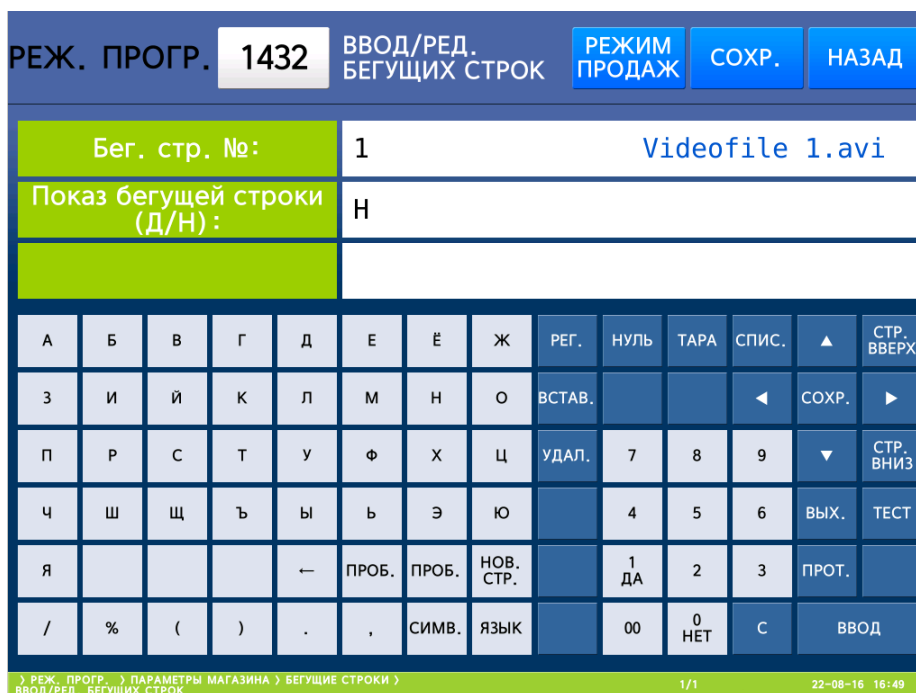 РЕЖ. ПРОГР. 1432 ВВОД/РЕД.
БЕГУЩИХ СТРОК
РЕЖИМ
ПРОДАЖ
СОХР.
НАЗАД
Бег. стр. №: 1 Videofile 1.avi
Показ бегущей строки
(Д/Н): Н
А Б В Г Д Е Ё Ж РЕГ. НУЛЬ ТАРА СПИС. ▲ СТР.
ВВЕРХ
З И Й К Л М Н О ВСТАВ. ◀ СОХР. ▶
П Р С Т У Ф Х Ц УДАЛ. 7 8 9 ▼ СТР.
ВНИЗ
Ч Ш Щ Ъ Ы Ь Э Ю 4 5 6 ВЫХ. ТЕСТ
Я ← ПРОБ. ПРОБ. НОВ.
СТР.
1
ДА
2 3 ПРОТ.
/ % ( ) . , СИМВ. ЯЗЫК 00 0
НЕТ
С ВВОД
> РЕЖ. ПРОГР. > ПАРАМЕТРЫ МАГАЗИНА > БЕГУЩИЕ СТРОКИ >
ВВОД/РЕД. БЕГУЩИХ СТРОК
1/1 22-08-16 16:49